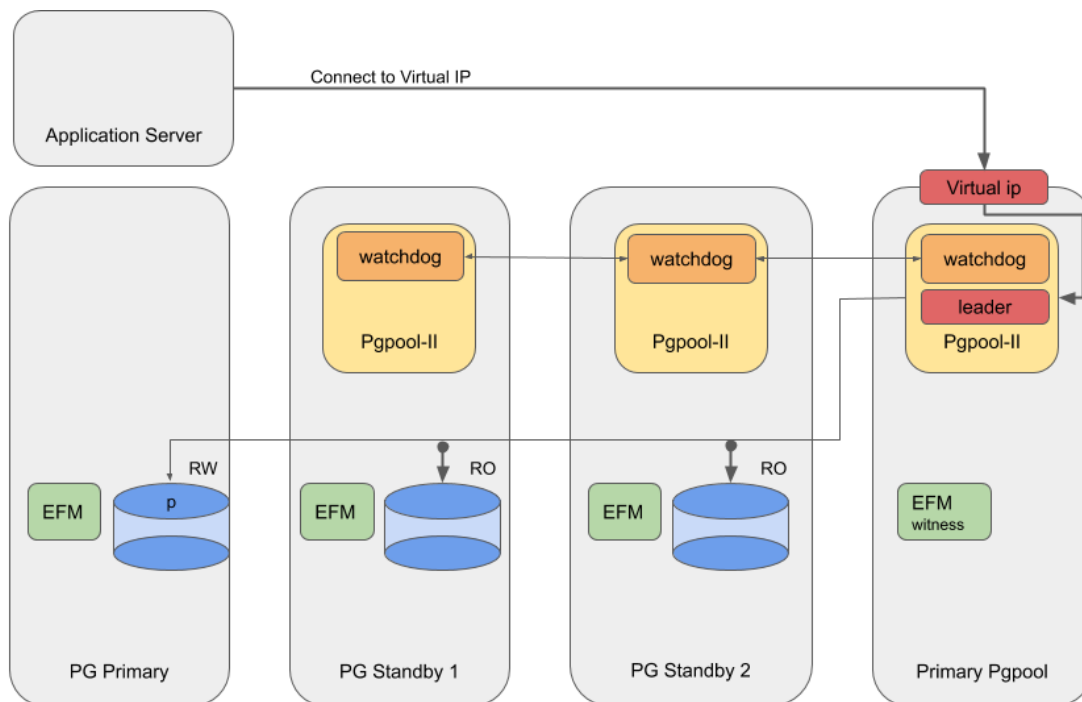 Connect to Virtual IP
Application Server
Virtual ip
watchdog
watchdog
watchdog
leader
Pgpool-II
Pgpool-II
Pgpool-II
RW
RO
RO
EFM
p
EFM
EFM
EFM
witness
PG Primary
PG Standby 1
PG Standby 2
Primary Pgpool